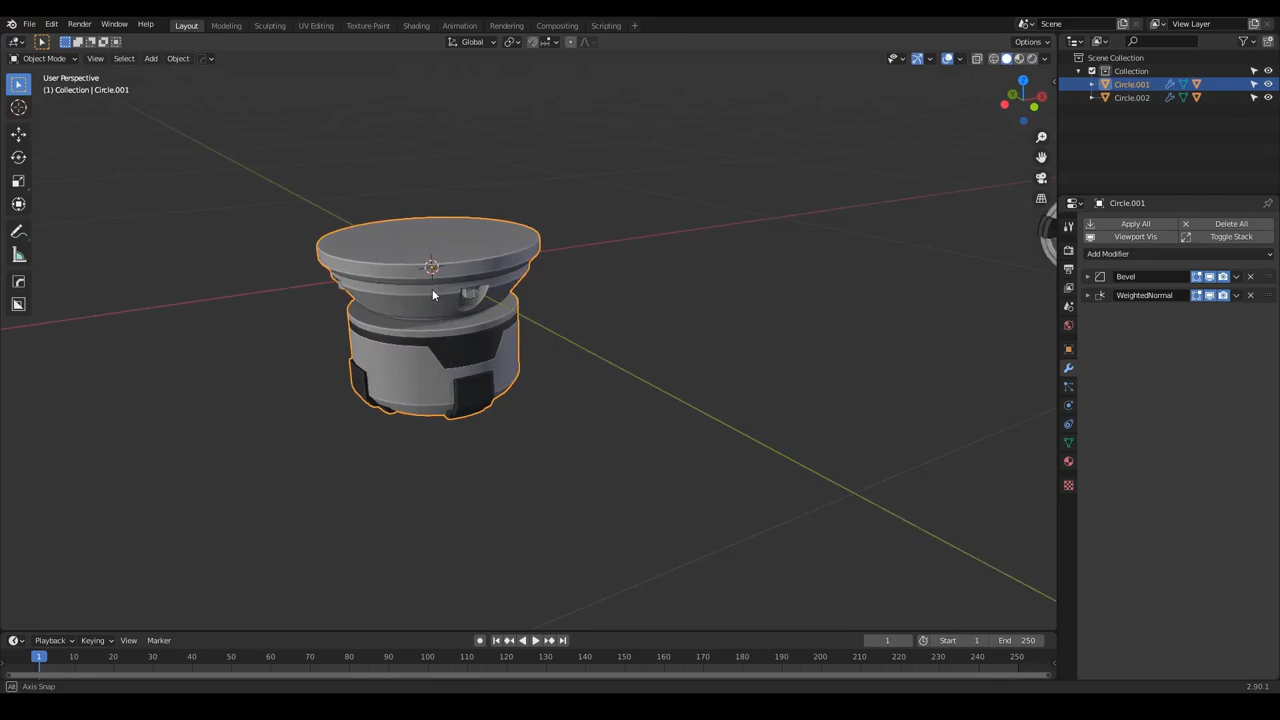 File Edit Render Window Help Layout Modeling Sculpting UV Editing Texture Paint Shading Animation Rendering Compositing Scripting + Scene View Layer
Global Options
Object Mode View Select Add Object
User Perspective
(1) Collection | Circle.001
Z
Y
X
Scene Collection
Collection
Circle.001
Circle.002
Circle.001
Apply All Delete All
Viewport Vis Toggle Stack
Add Modifier
Bevel
WeightedNormal
Playback Keying View Marker 1 Start 1 End 250
1 10 20 30 40 50 60 70 80 90 100 110 120 130 140 150 160 170 180 190 200 210 220 230 240 250
Alt Axis Snap 2.90.1